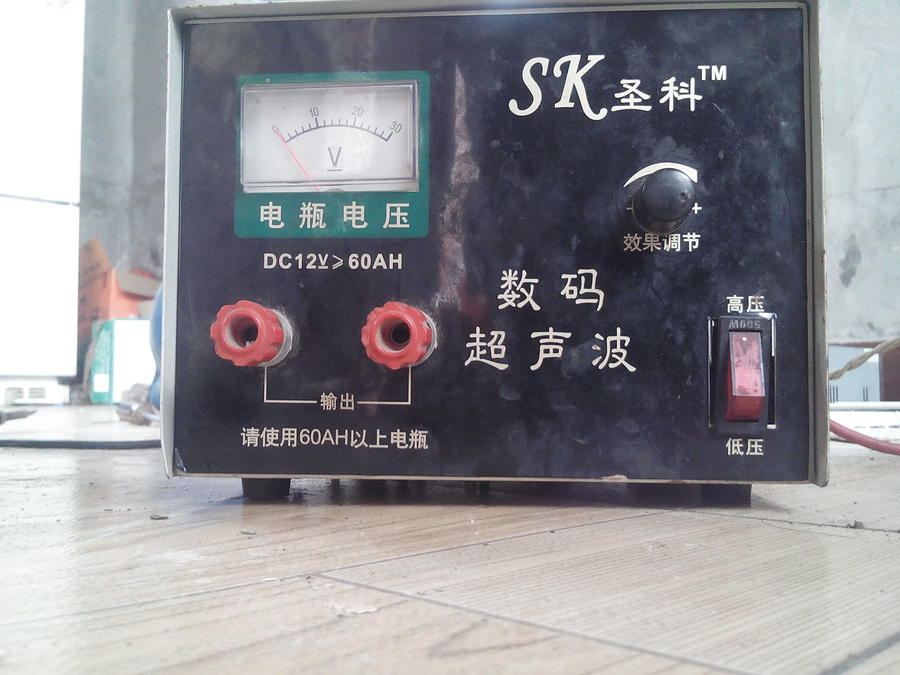 SK圣科™
0 10 20 30
V
电瓶电压
DC12V≥60AH
- +
效果调节
数码
超声波
高压
低压
输出
请使用60AH以上电瓶